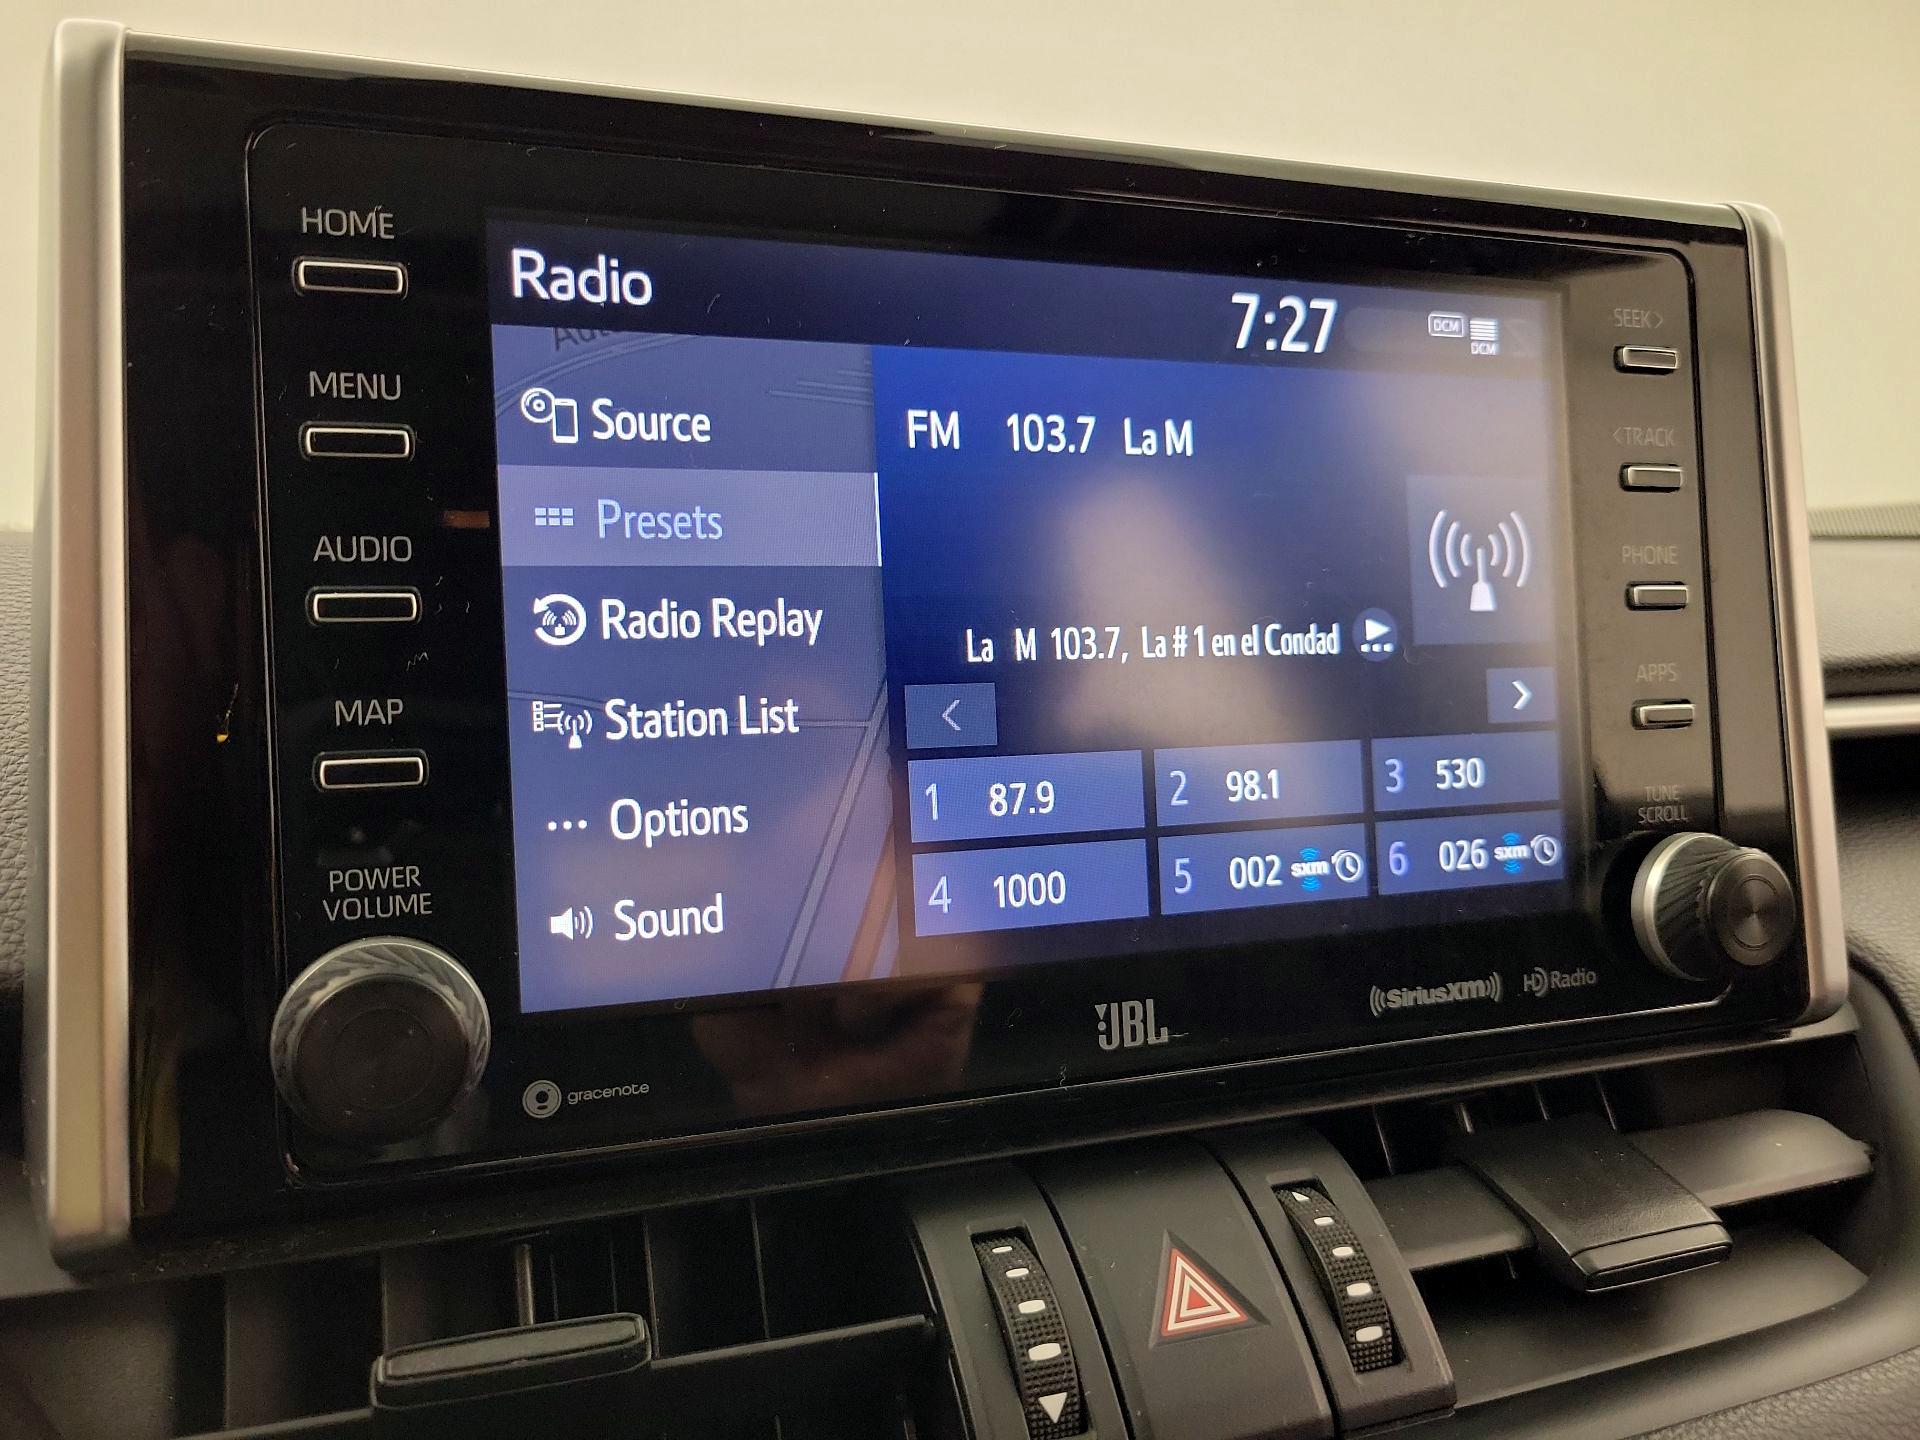 HOME
MENU
AUDIO
MAP
POWER
VOLUME
Radio
7:27
DCM
DCM
Source
Presets
Radio Replay
Station List
Options
Sound
FM 103.7 La M
La M 103.7, La # 1 en el Condad
1 87.9
2 98.1
3 530
4 1000
5 002 sxm
6 026 sxm
SEEK>
<TRACK
PHONE
APPS
TUNE
SCROLL
gracenote
JBL
((SiriusXM))
HD Radio